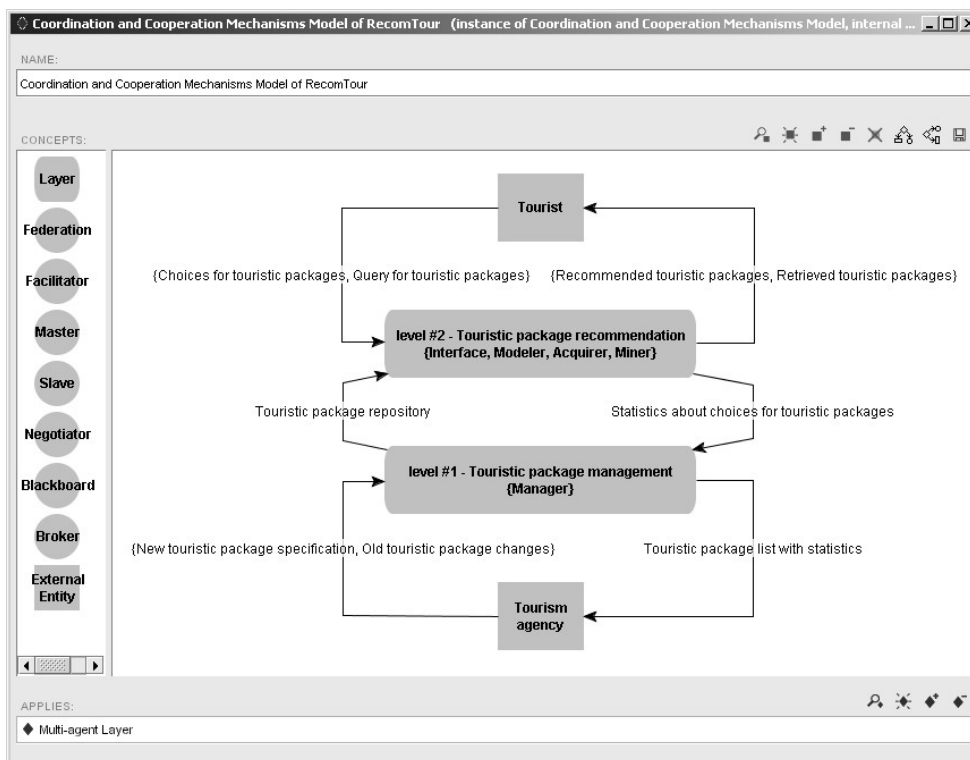 Coordination and Cooperation Mechanisms Model of RecomTour (instance of Coordination and Cooperation Mechanisms Model, internal ...
NAME:
Coordination and Cooperation Mechanisms Model of RecomTour
CONCEPTS:
Layer
Federation
Facilitator
Master
Slave
Negotiator
Blackboard
Broker
External
Entity
Tourist
{Choices for touristic packages, Query for touristic packages}
{Recommended touristic packages, Retrieved touristic packages}
level #2 - Touristic package recommendation
{Interface, Modeler, Acquirer, Miner}
Touristic package repository
Statistics about choices for touristic packages
level #1 - Touristic package management
{Manager}
{New touristic package specification, Old touristic package changes}
Touristic package list with statistics
Tourism
agency
APPLIES:
Multi-agent Layer